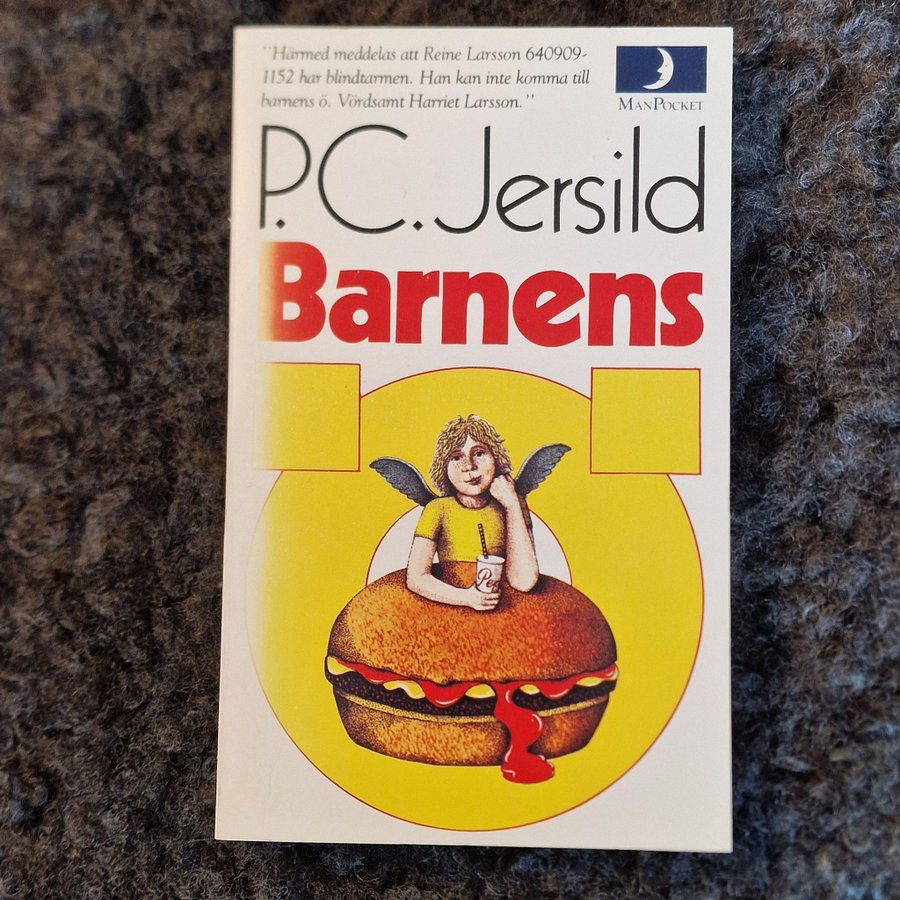 "Härmed meddelas att Reine Larsson 640909-
1152 har blindtarmen. Han kan inte komma till
barnens ö. Vördsamt Harriet Larsson."
MANPOCKET
P.C. Jersild
Barnens
Ö
Pe